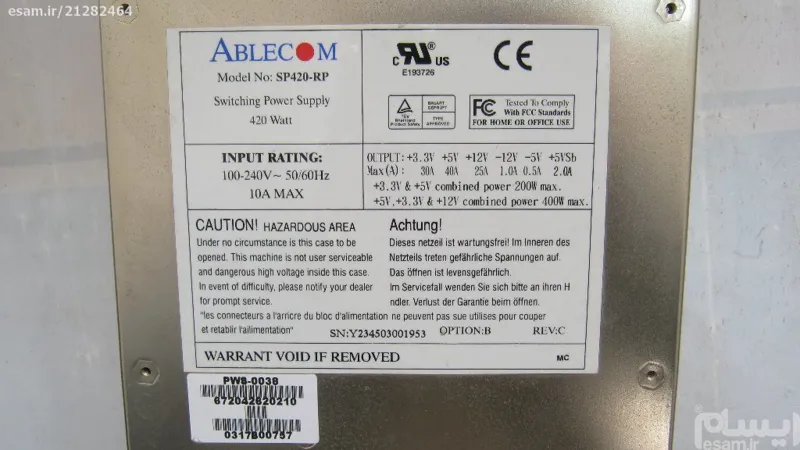 esam.ir/21282464
ABLECOM
Model No: SP420-RP
Switching Power Supply
420 Watt
c RU® US
E193726
CE
BAUART
GEPRÜFT
TYPE
APPROVED
FC Tested To Comply
With FCC Standards
FOR HOME OR OFFICE USE
INPUT RATING:
100-240V~ 50/60Hz
10A MAX
OUTPUT: +3.3V +5V +12V -12V -5V +5VSb
Max(A): 30A 40A 25A 1.0A 0.5A 2.0A
+3.3V & +5V combined power 200W max.
+5V,+3.3V & +12V combined power 400W max.
CAUTION! HAZARDOUS AREA
Under no circumstance is this case to be
opened. This machine is not user serviceable
and dangerous high voltage inside this case.
In event of difficulty, please notify your dealer
for prompt service.
Achtung!
Dieses netzeil ist wartungsfrei! Im Inneren des
Netzteils treten gefährliche Spannungen auf.
Das öffnen ist levensgefährlich.
Im Servicefall wenden Sie sich bitte an ihren H
ndler. Verlust der Garantie beim öffnen.
"les connecteurs a l'arricre du bloc d'alimentation ne peuvent pas sue utilises pour couper
et retablir l'ailimentation"
SN:Y234503001953 OPTION:B REV:C
WARRANT VOID IF REMOVED
MC
PWS-0038
672042620210
0317B00757
ایسام
esam.ir